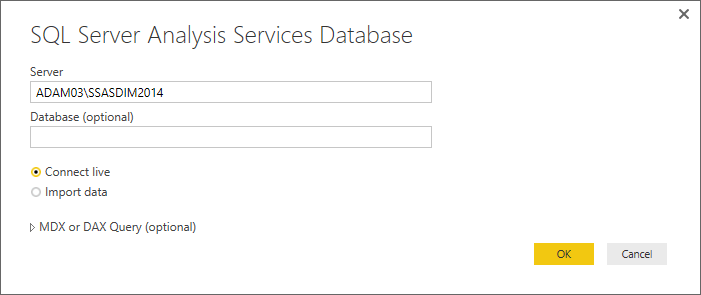 SQL Server Analysis Services Database
Server
ADAM03\SSASDIM2014
Database (optional)
Connect live
Import data
MDX or DAX Query (optional)
OK Cancel